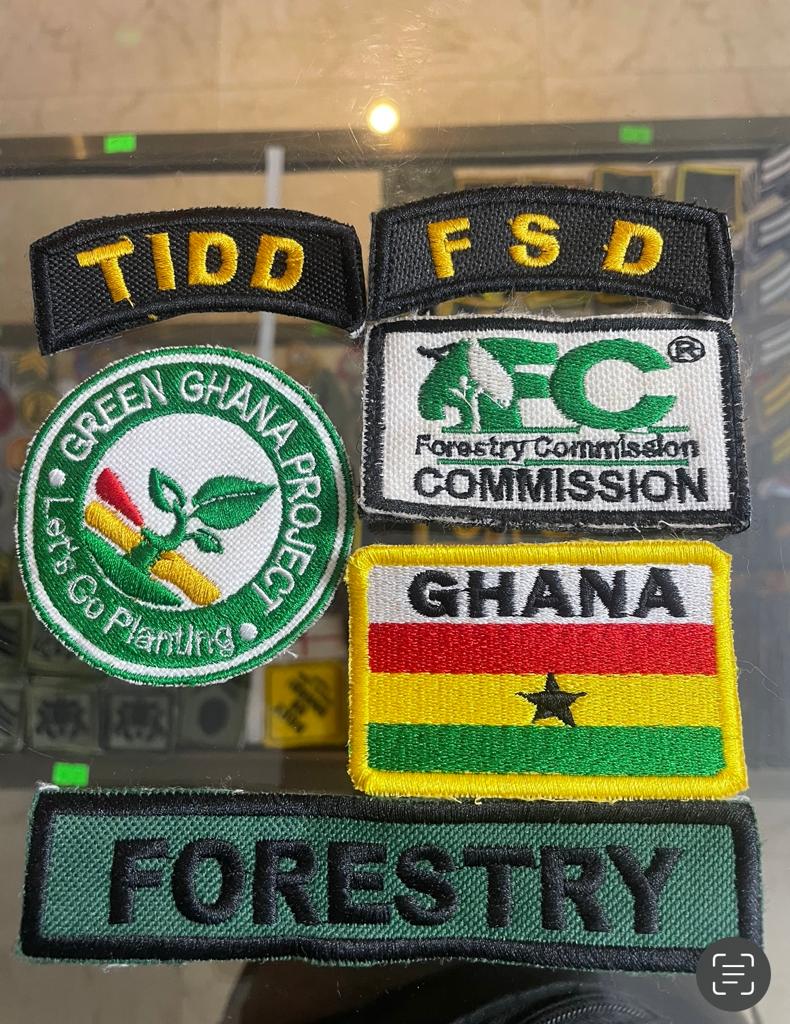 TIDD
FSD
GREEN GHANA PROJECT
Let's Go Planting
FC®
Forestry Commission
COMMISSION
GHANA
FORESTRY